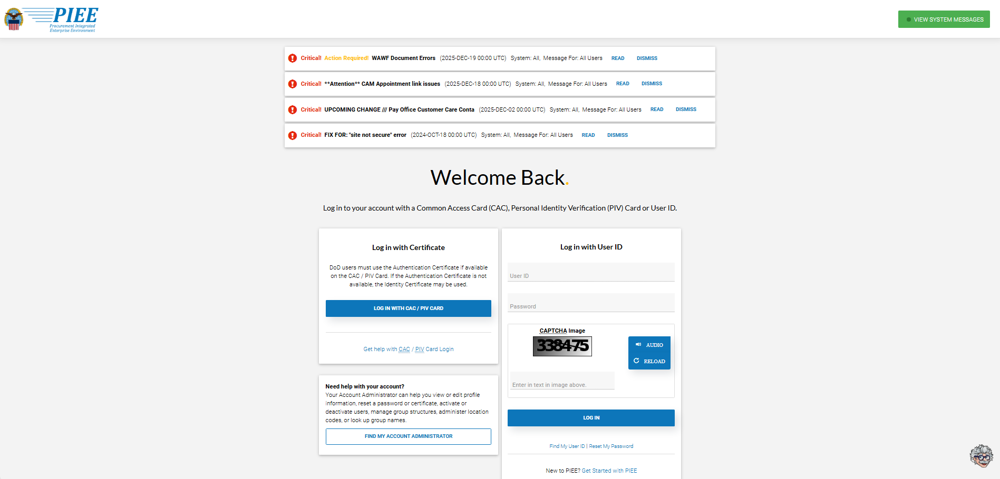 PIEE
Procurement Integrated
Enterprise Environment
VIEW SYSTEM MESSAGES
Critical! Action Required! WAWF Document Errors (2025-DEC-19 00:00 UTC) System: All, Message For: All Users READ DISMISS
Critical! **Attention** CAM Appointment link issues (2025-DEC-18 00:00 UTC) System: All, Message For: All Users READ DISMISS
Critical! UPCOMING CHANGE /// Pay Office Customer Care Conta (2025-DEC-02 00:00 UTC) System: All, Message For: All Users READ DISMISS
Critical! FIX FOR: "site not secure" error (2024-OCT-18 00:00 UTC) System: All, Message For: All Users READ DISMISS
Welcome Back.
Log in to your account with a Common Access Card (CAC), Personal Identity Verification (PIV) Card or User ID.
Log in with Certificate
DoD users must use the Authentication Certificate if available
on the CAC / PIV Card. If the Authentication Certificate is not
available, the Identity Certificate may be used.
LOG IN WITH CAC / PIV CARD
Get help with CAC / PIV Card Login
Need help with your account?
Your Account Administrator can help you view or edit profile
information, reset a password or certificate, activate or
deactivate users, manage group structures, administer location
codes, or look up group names.
FIND MY ACCOUNT ADMINISTRATOR
Log in with User ID
User ID
Password
CAPTCHA Image
338475
AUDIO
RELOAD
Enter in text in image above.
LOG IN
Find My User ID | Reset My Password
New to PIEE? Get Started with PIEE